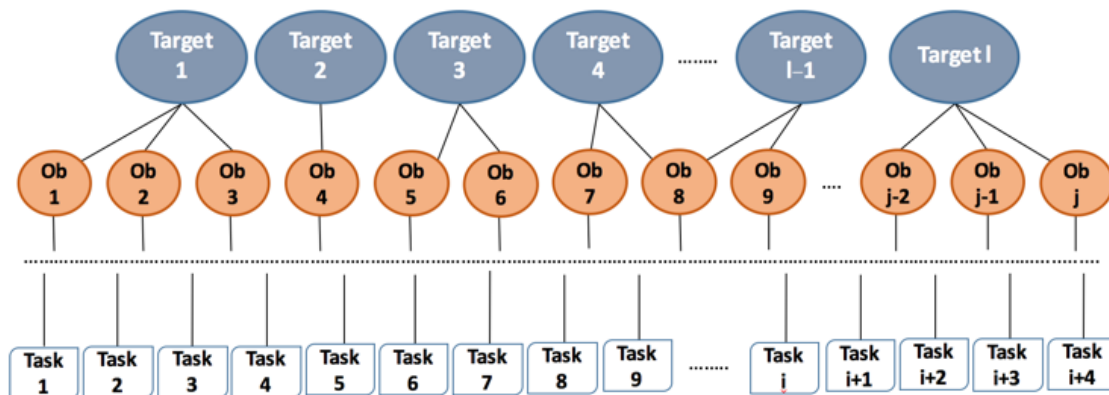 Target
1
Target
2
Target
3
Target
4
........
Target
l–1
Target l
Ob
1
Ob
2
Ob
3
Ob
4
Ob
5
Ob
6
Ob
7
Ob
8
Ob
9
....
Ob
j-2
Ob
j-1
Ob
j
Task
1
Task
2
Task
3
Task
4
Task
5
Task
6
Task
7
Task
8
Task
9
........
Task
i
Task
i+1
Task
i+2
Task
i+3
Task
i+4